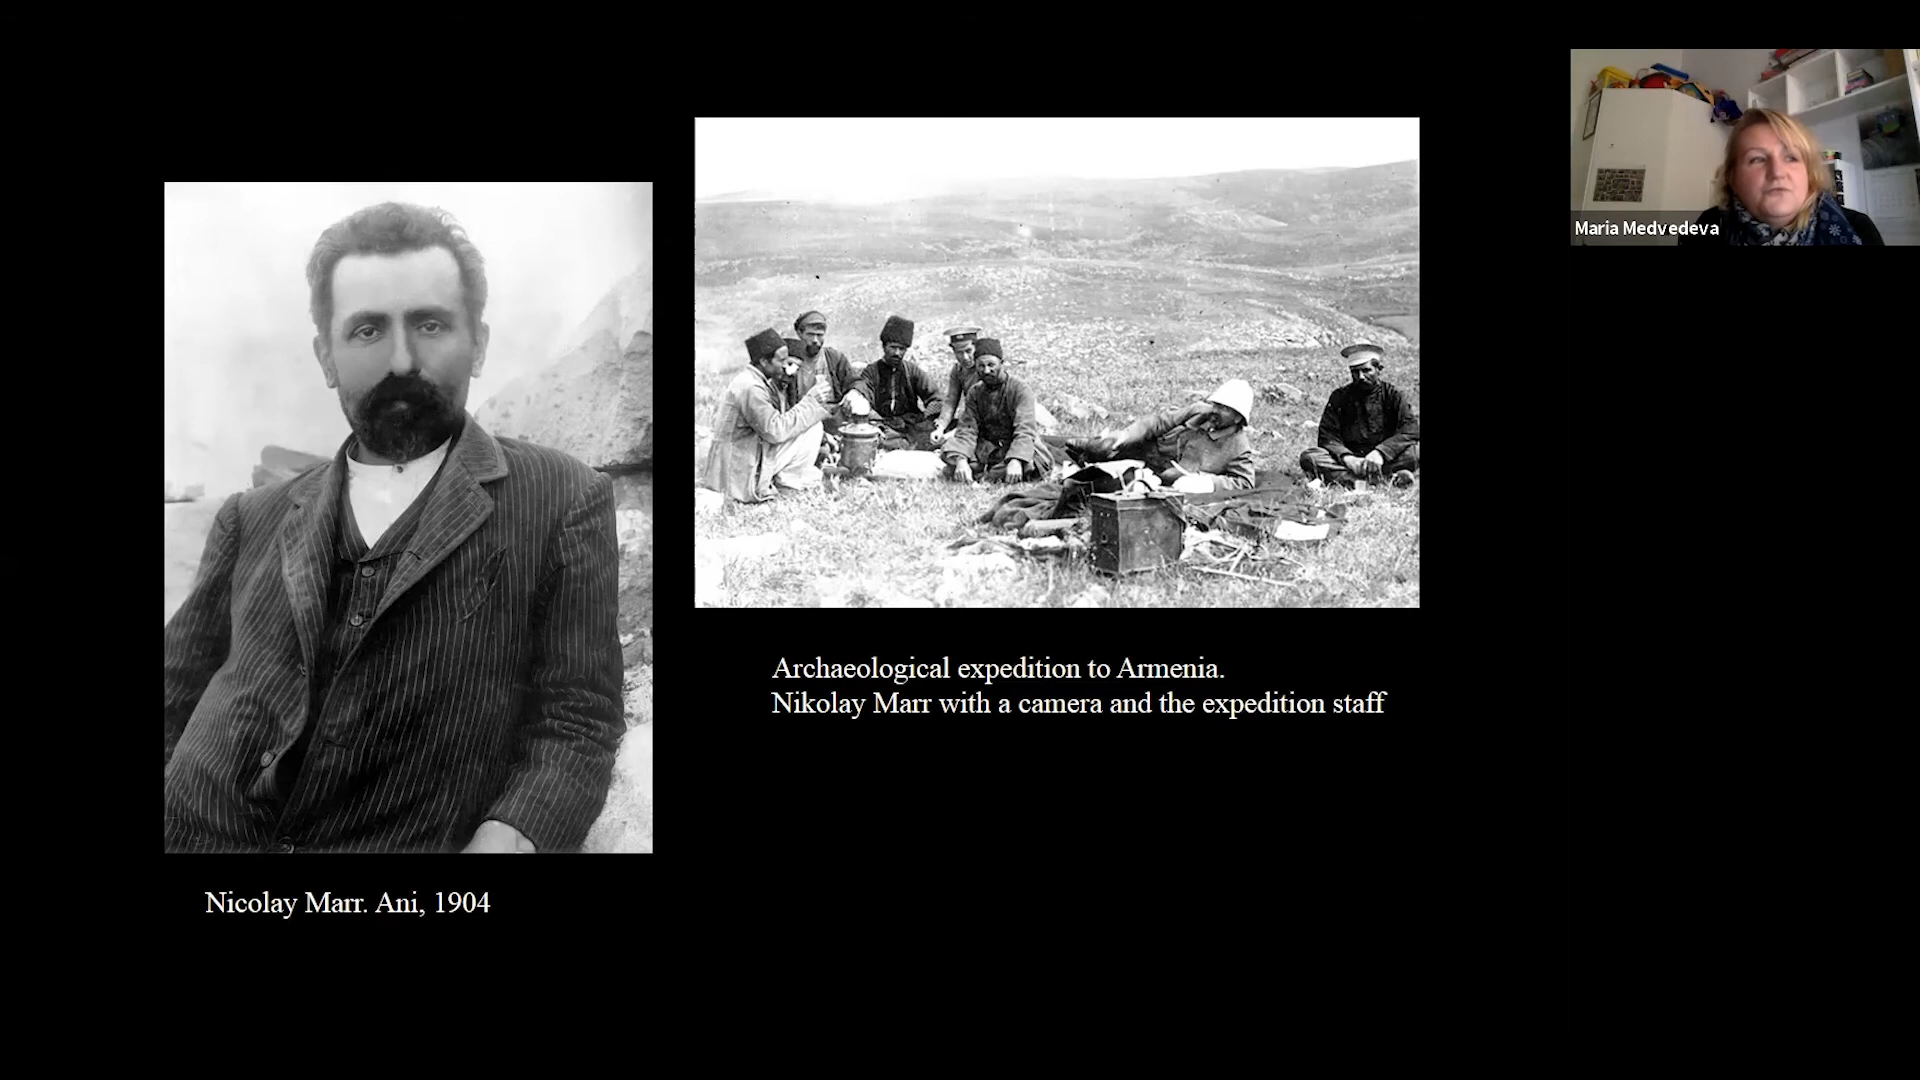 Maria Medvedeva
Archaeological expedition to Armenia.
Nikolay Marr with a camera and the expedition staff
Nicolay Marr. Ani, 1904